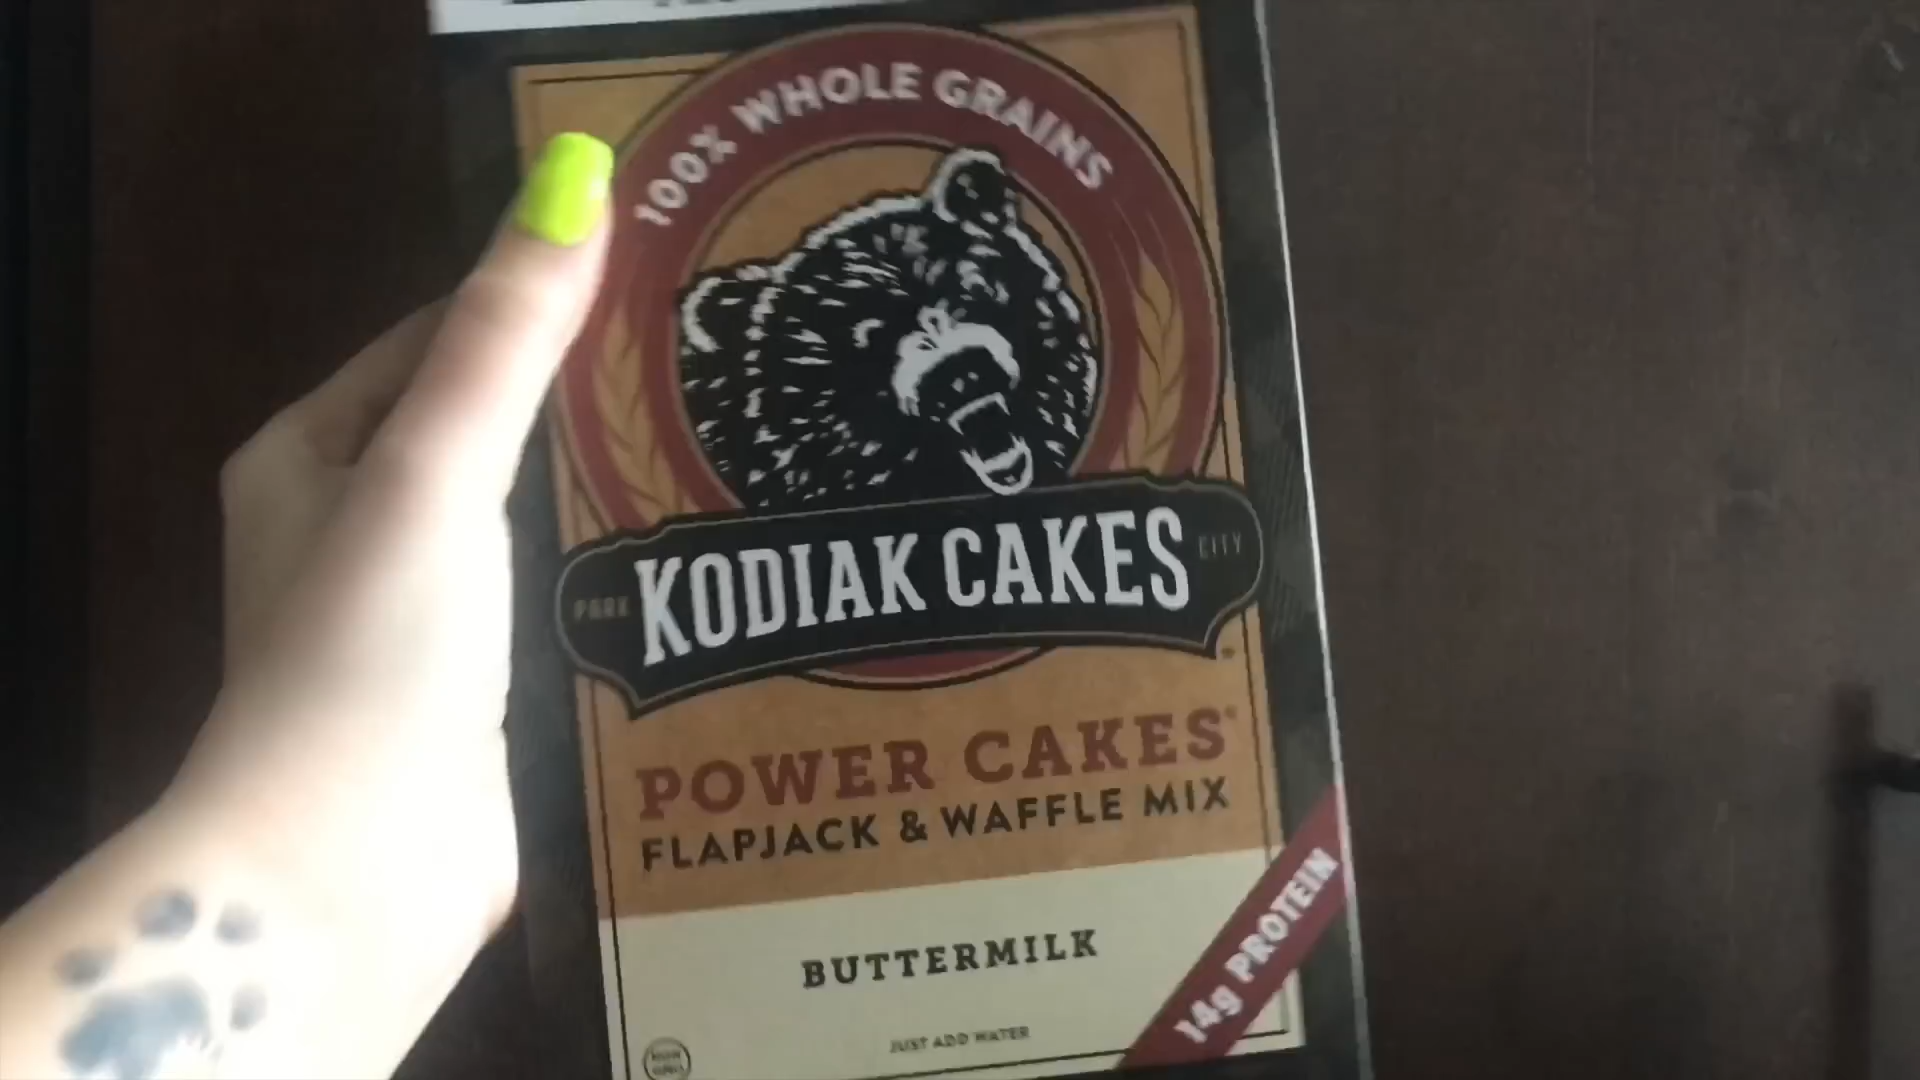 100% WHOLE GRAINS
PARK KODIAK CAKES CITY
POWER CAKES
FLAPJACK & WAFFLE MIX
BUTTERMILK
14g PROTEIN
JUST ADD WATER